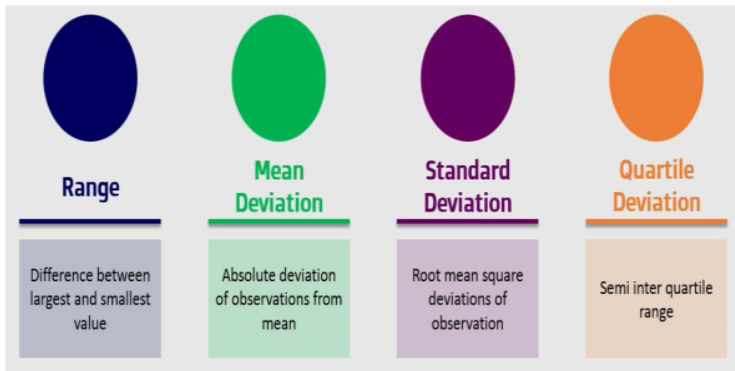 Range
Mean
Deviation
Standard
Deviation
Quartile
Deviation
Difference between
largest and smallest
value
Absolute deviation
of observations from
mean
Root mean square
deviations of
observation
Semi inter quartile
range